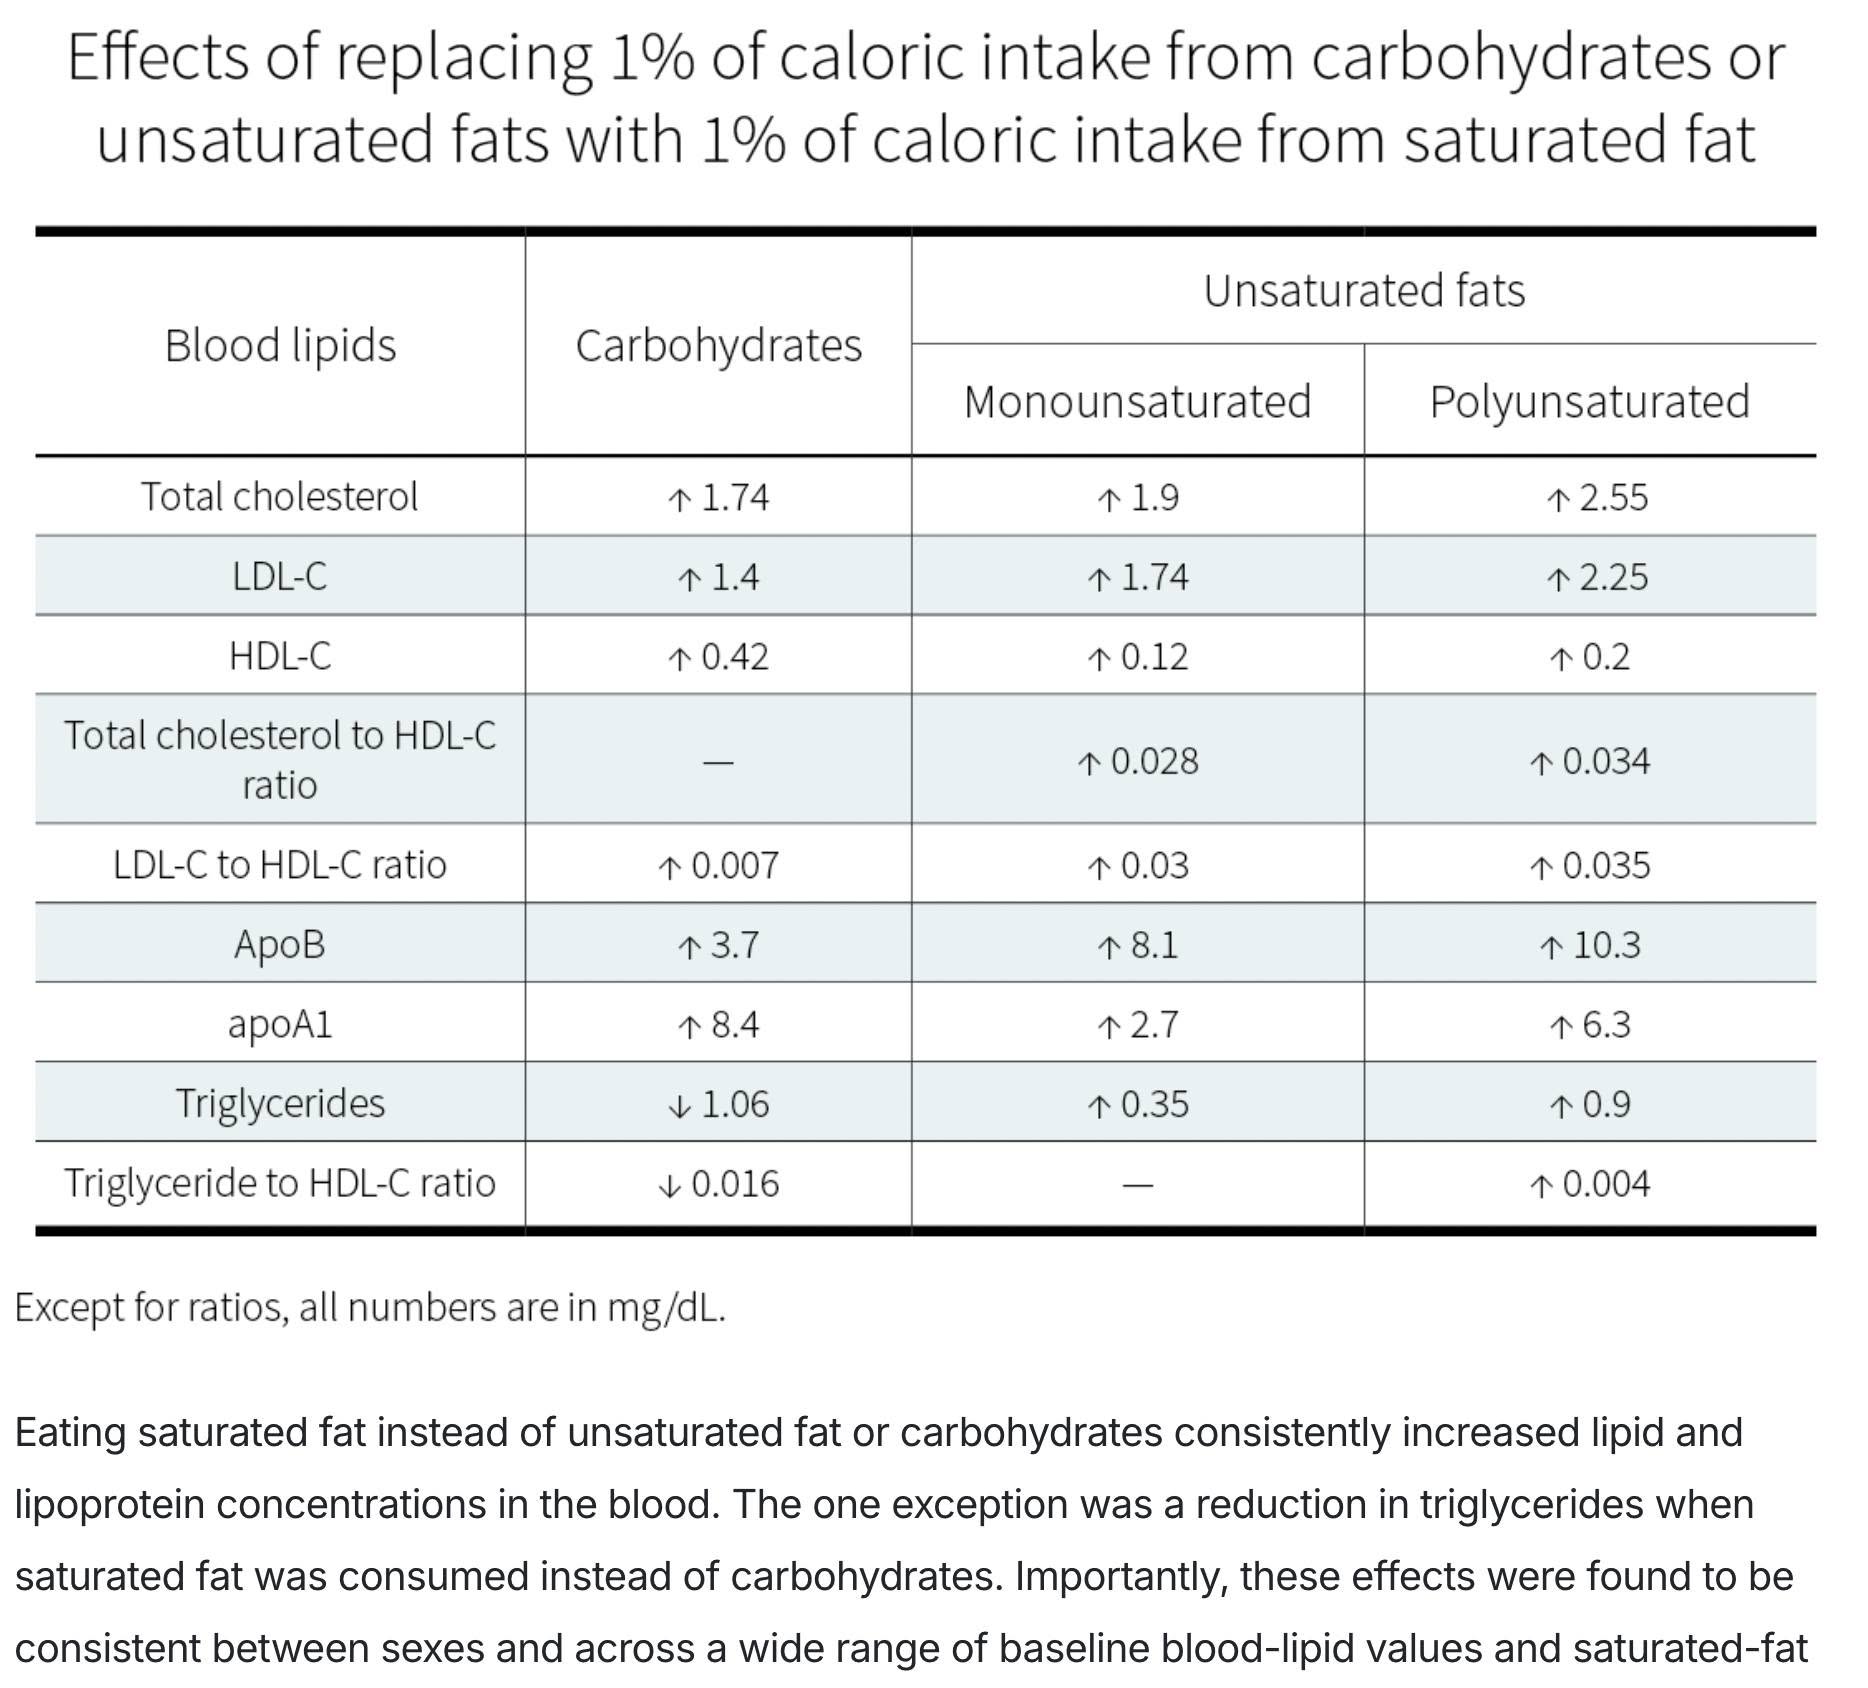 Effects of replacing 1% of caloric intake from carbohydrates or
unsaturated fats with 1% of caloric intake from saturated fat
Blood lipids Carbohydrates Unsaturated fats
Monounsaturated Polyunsaturated
Total cholesterol ↑ 1.74 ↑ 1.9 ↑ 2.55
LDL-C ↑ 1.4 ↑ 1.74 ↑ 2.25
HDL-C ↑ 0.42 ↑ 0.12 ↑ 0.2
Total cholesterol to HDL-C
ratio — ↑ 0.028 ↑ 0.034
LDL-C to HDL-C ratio ↑ 0.007 ↑ 0.03 ↑ 0.035
ApoB ↑ 3.7 ↑ 8.1 ↑ 10.3
apoA1 ↑ 8.4 ↑ 2.7 ↑ 6.3
Triglycerides ↓ 1.06 ↑ 0.35 ↑ 0.9
Triglyceride to HDL-C ratio ↓ 0.016 — ↑ 0.004
Except for ratios, all numbers are in mg/dL.
Eating saturated fat instead of unsaturated fat or carbohydrates consistently increased lipid and
lipoprotein concentrations in the blood. The one exception was a reduction in triglycerides when
saturated fat was consumed instead of carbohydrates. Importantly, these effects were found to be
consistent between sexes and across a wide range of baseline blood-lipid values and saturated-fat